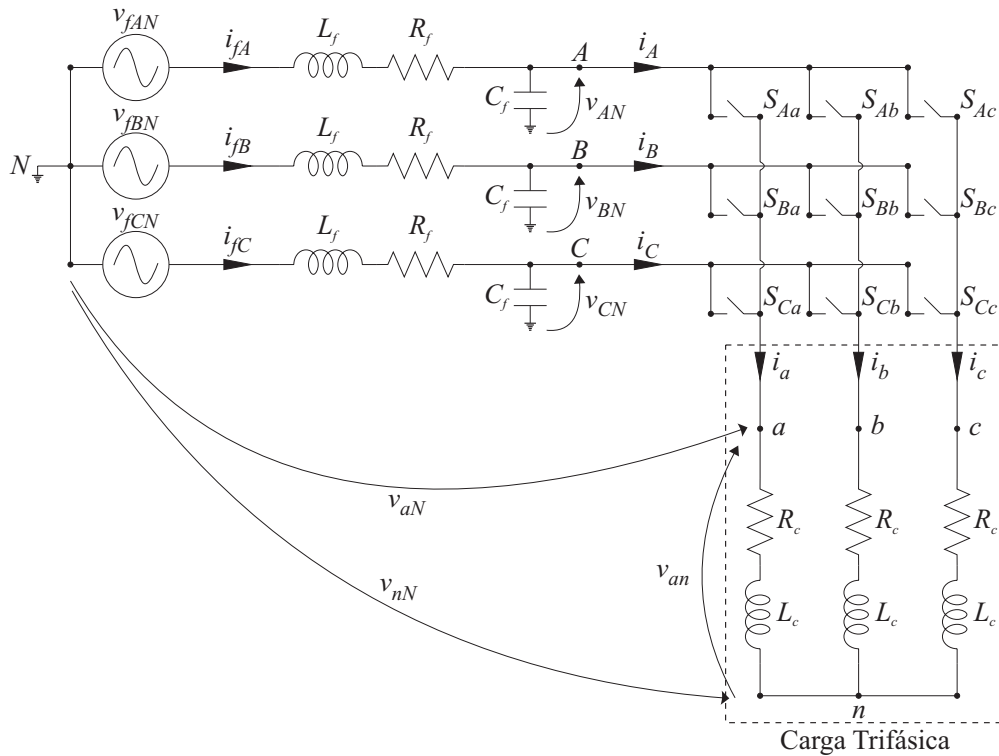 v_fAN
i_fA
L_f
R_f
A
i_A
C_f
v_AN
S_Aa
S_Ab
S_Ac
v_fBN
N
i_fB
L_f
R_f
B
i_B
C_f
v_BN
S_Ba
S_Bb
S_Bc
v_fCN
i_fC
L_f
R_f
C
i_C
C_f
v_CN
S_Ca
S_Cb
S_Cc
i_a
i_b
i_c
a
b
c
v_aN
R_c
R_c
R_c
v_an
v_nN
L_c
L_c
L_c
n
Carga Trifásica